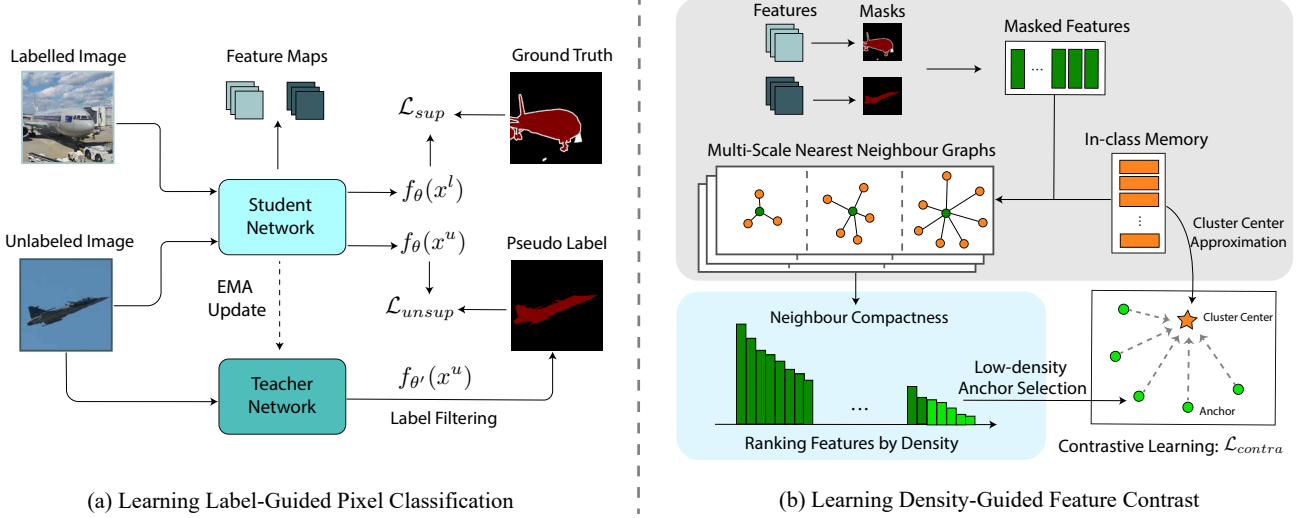 Labelled Image
Feature Maps
Ground Truth
ℒ_sup
Student
Network
f_θ(x^l)
f_θ(x^u)
Unlabeled Image
Pseudo Label
EMA
Update
ℒ_unsup
Teacher
Network
f_θ′(x^u)
Label Filtering
(a) Learning Label-Guided Pixel Classification
Features
Masks
Masked Features
...
Multi-Scale Nearest Neighbour Graphs
In-class Memory
...
Cluster Center
Approximation
Neighbour Compactness
...
Ranking Features by Density
Low-density
Anchor Selection
Cluster Center
Anchor
Contrastive Learning: ℒ_contra
(b) Learning Density-Guided Feature Contrast